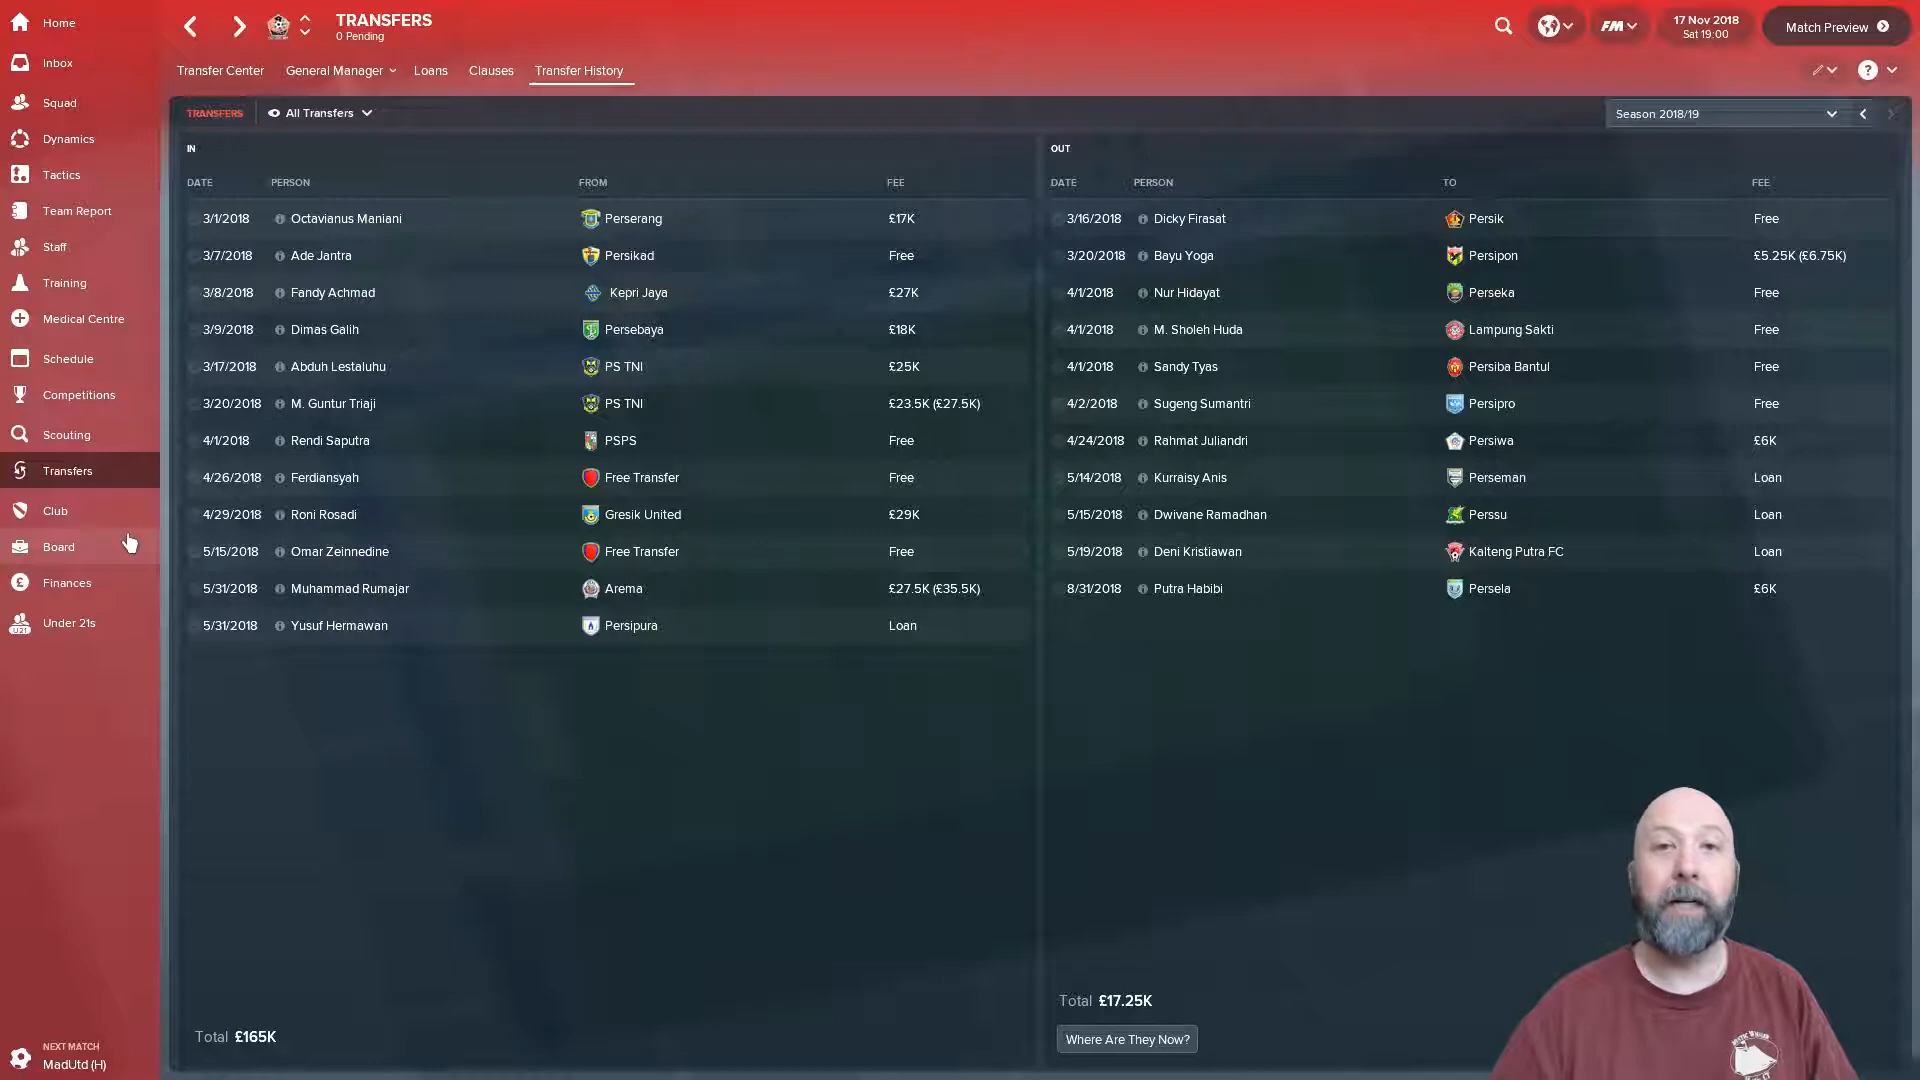 Home
Inbox
Squad
Dynamics
Tactics
Team Report
Staff
Training
Medical Centre
Schedule
Competitions
Scouting
Transfers
Club
Board
Finances
Under 21s
NEXT MATCH
MadUtd (H)
TRANSFERS
0 Pending
FM
17 Nov 2018
Sat 19:00
Match Preview
Transfer Center General Manager Loans Clauses Transfer History
TRANSFERS All Transfers
Season 2018/19
IN
DATE PERSON FROM FEE
3/1/2018 Octavianus Maniani Perserang £17K
3/7/2018 Ade Jantra Persikad Free
3/8/2018 Fandy Achmad Kepri Jaya £27K
3/9/2018 Dimas Galih Persebaya £18K
3/17/2018 Abduh Lestaluhu PS TNI £25K
3/20/2018 M. Guntur Triaji PS TNI £23.5K (£27.5K)
4/1/2018 Rendi Saputra PSPS Free
4/26/2018 Ferdiansyah Free Transfer Free
4/29/2018 Roni Rosadi Gresik United £29K
5/15/2018 Omar Zeinnedine Free Transfer Free
5/31/2018 Muhammad Rumajar Arema £27.5K (£35.5K)
5/31/2018 Yusuf Hermawan Persipura Loan
Total £165K
OUT
DATE PERSON TO FEE
3/16/2018 Dicky Firasat Persik Free
3/20/2018 Bayu Yoga Persipon £5.25K (£6.75K)
4/1/2018 Nur Hidayat Perseka Free
4/1/2018 M. Sholeh Huda Lampung Sakti Free
4/1/2018 Sandy Tyas Persiba Bantul Free
4/2/2018 Sugeng Sumantri Persipro Free
4/24/2018 Rahmat Juliandri Persiwa £6K
5/14/2018 Kurraisy Anis Perseman Loan
5/15/2018 Dwivane Ramadhan Perssu Loan
5/19/2018 Deni Kristiawan Kalteng Putra FC Loan
8/31/2018 Putra Habibi Persela £6K
Total £17.25K
Where Are They Now?